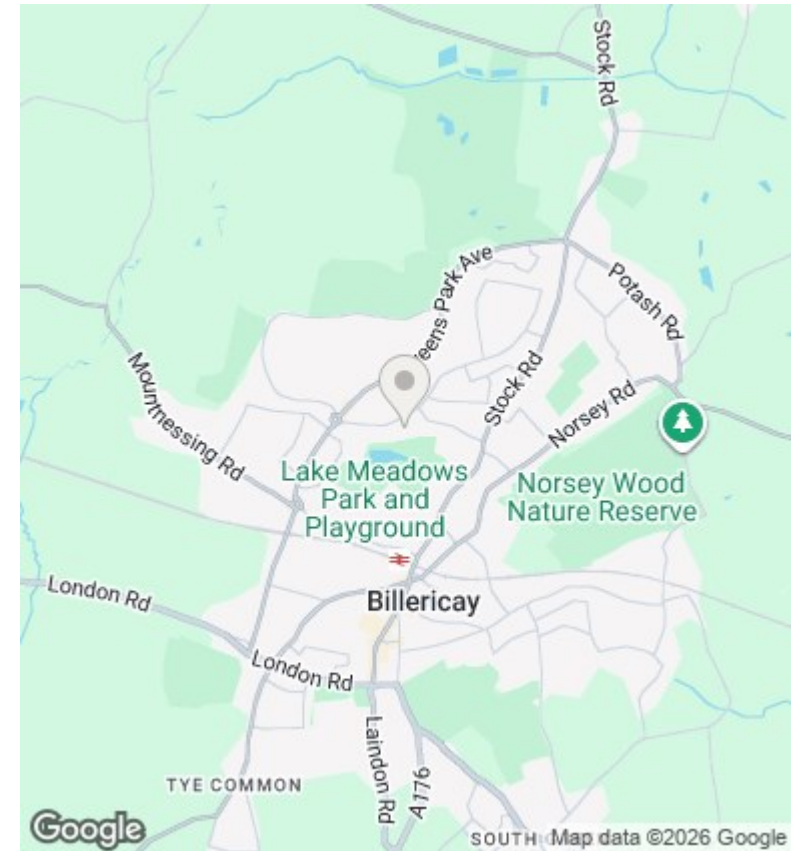 Stock Rd
Queens Park Ave
Potash Rd
Mountnessing Rd
Stock Rd
Norsey Rd
Lake Meadows
Park and
Playground
Norsey Wood
Nature Reserve
London Rd
Billericay
London Rd
Laindon Rd
A176
TYE COMMON
Google
SOUTH
Map data ©2026 Google